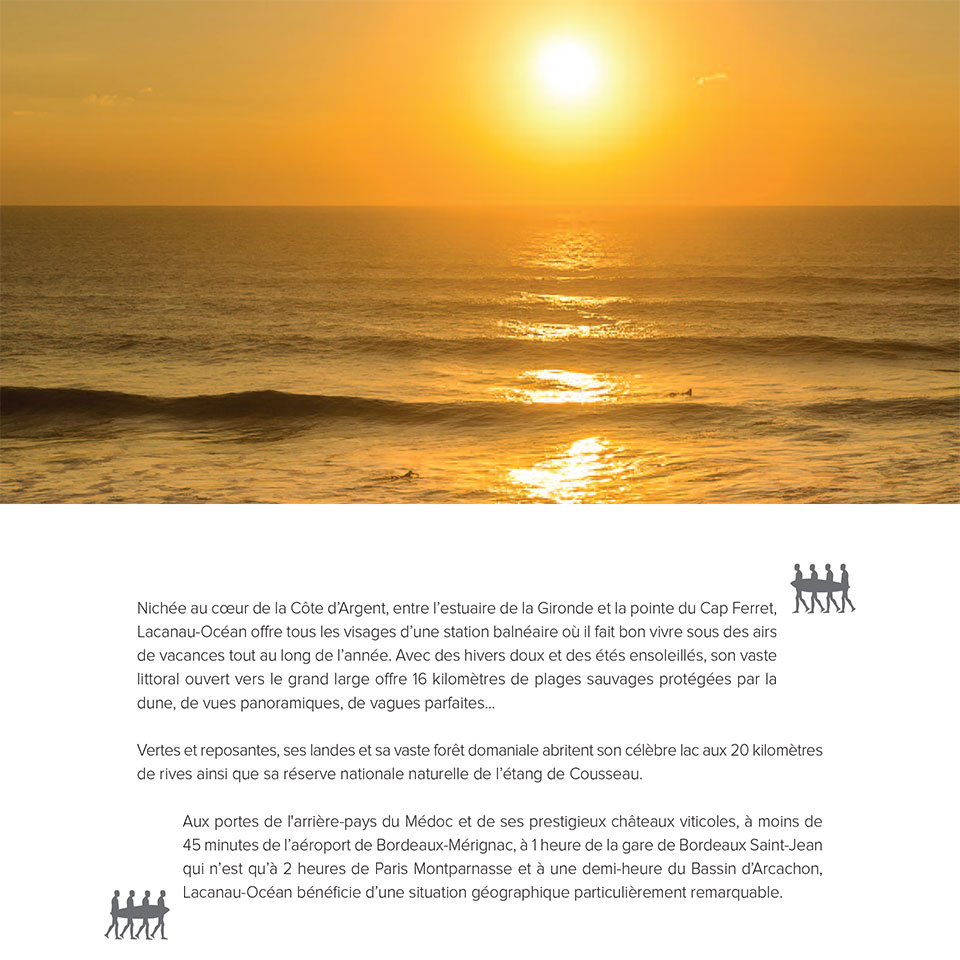 Nichée au cœur de la Côte d’Argent, entre l’estuaire de la Gironde et la pointe du Cap Ferret,
Lacanau-Océan offre tous les visages d’une station balnéaire où il fait bon vivre sous des airs
de vacances tout au long de l’année. Avec des hivers doux et des étés ensoleillés, son vaste
littoral ouvert vers le grand large offre 16 kilomètres de plages sauvages protégées par la
dune, de vues panoramiques, de vagues parfaites...
Vertes et reposantes, ses landes et sa vaste forêt domaniale abritent son célèbre lac aux 20 kilomètres
de rives ainsi que sa réserve nationale naturelle de l’étang de Cousseau.
Aux portes de l'arrière-pays du Médoc et de ses prestigieux châteaux viticoles, à moins de
45 minutes de l’aéroport de Bordeaux-Mérignac, à 1 heure de la gare de Bordeaux Saint-Jean
qui n’est qu’à 2 heures de Paris Montparnasse et à une demi-heure du Bassin d’Arcachon,
Lacanau-Océan bénéficie d’une situation géographique particulièrement remarquable.